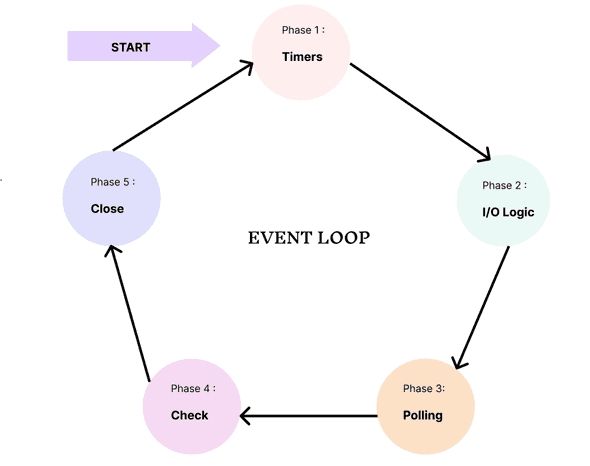 START
Phase 1 :
Timers
Phase 2 :
I/O Logic
Phase 3:
Polling
Phase 4 :
Check
Phase 5 :
Close
EVENT LOOP